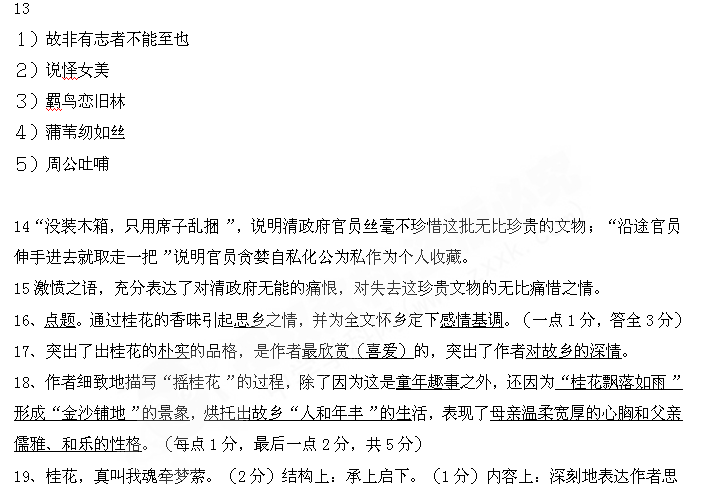 13
１）故非有志者不能至也
２）说怿女美
３）羁鸟恋旧林
４）蒲苇纫如丝
５）周公吐哺
14“没装木箱，只用席子乱捆 ”，说明清政府官员丝毫不珍惜这批无比珍贵的文物；“沿途官员
伸手进去就取走一把 ”说明官员贪婪自私化公为私作为个人收藏。
15 激愤之语，充分表达了对清政府无能的痛恨，对失去这珍贵文物的无比痛惜之情。
16、点题。通过桂花的香味引起思乡之情，并为全文怀乡定下感情基调。（一点 1 分，答全 3 分）
17、突出了出桂花的朴实的品格，是作者最欣赏（喜爱）的，突出了作者对故乡的深情。
18、作者细致地描写“摇桂花 ”的过程，除了因为这是童年趣事之外，还因为“桂花飘落如雨 ”
形成“金沙铺地 ”的景象，烘托出故乡“人和年丰 ”的生活，表现了母亲温柔宽厚的心胸和父亲
儒雅、和乐的性格。（每点 1 分，最后一点 2 分，共 5 分）
19、桂花，真叫我魂牵梦萦。（2 分）结构上：承上启下。（1 分）内容上：深刻地表达作者思